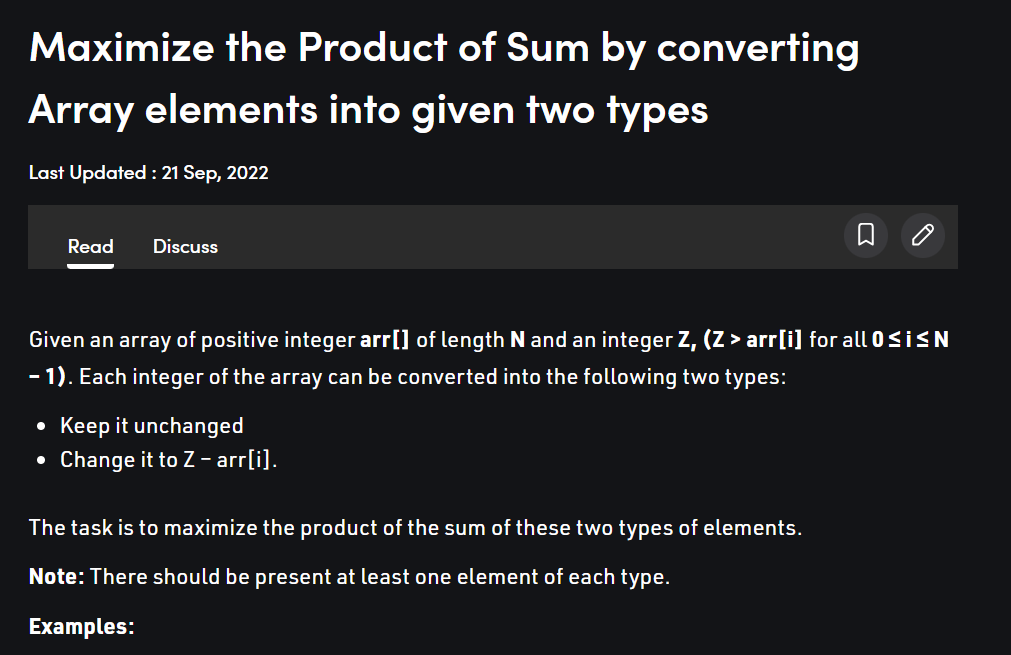 Maximize the Product of Sum by converting
Array elements into given two types
Last Updated : 21 Sep, 2022
Read Discuss
Given an array of positive integer arr[] of length N and an integer Z, (Z > arr[i] for all 0 ≤ i ≤ N
– 1). Each integer of the array can be converted into the following two types:
• Keep it unchanged
• Change it to Z – arr[i].
The task is to maximize the product of the sum of these two types of elements.
Note: There should be present at least one element of each type.
Examples: